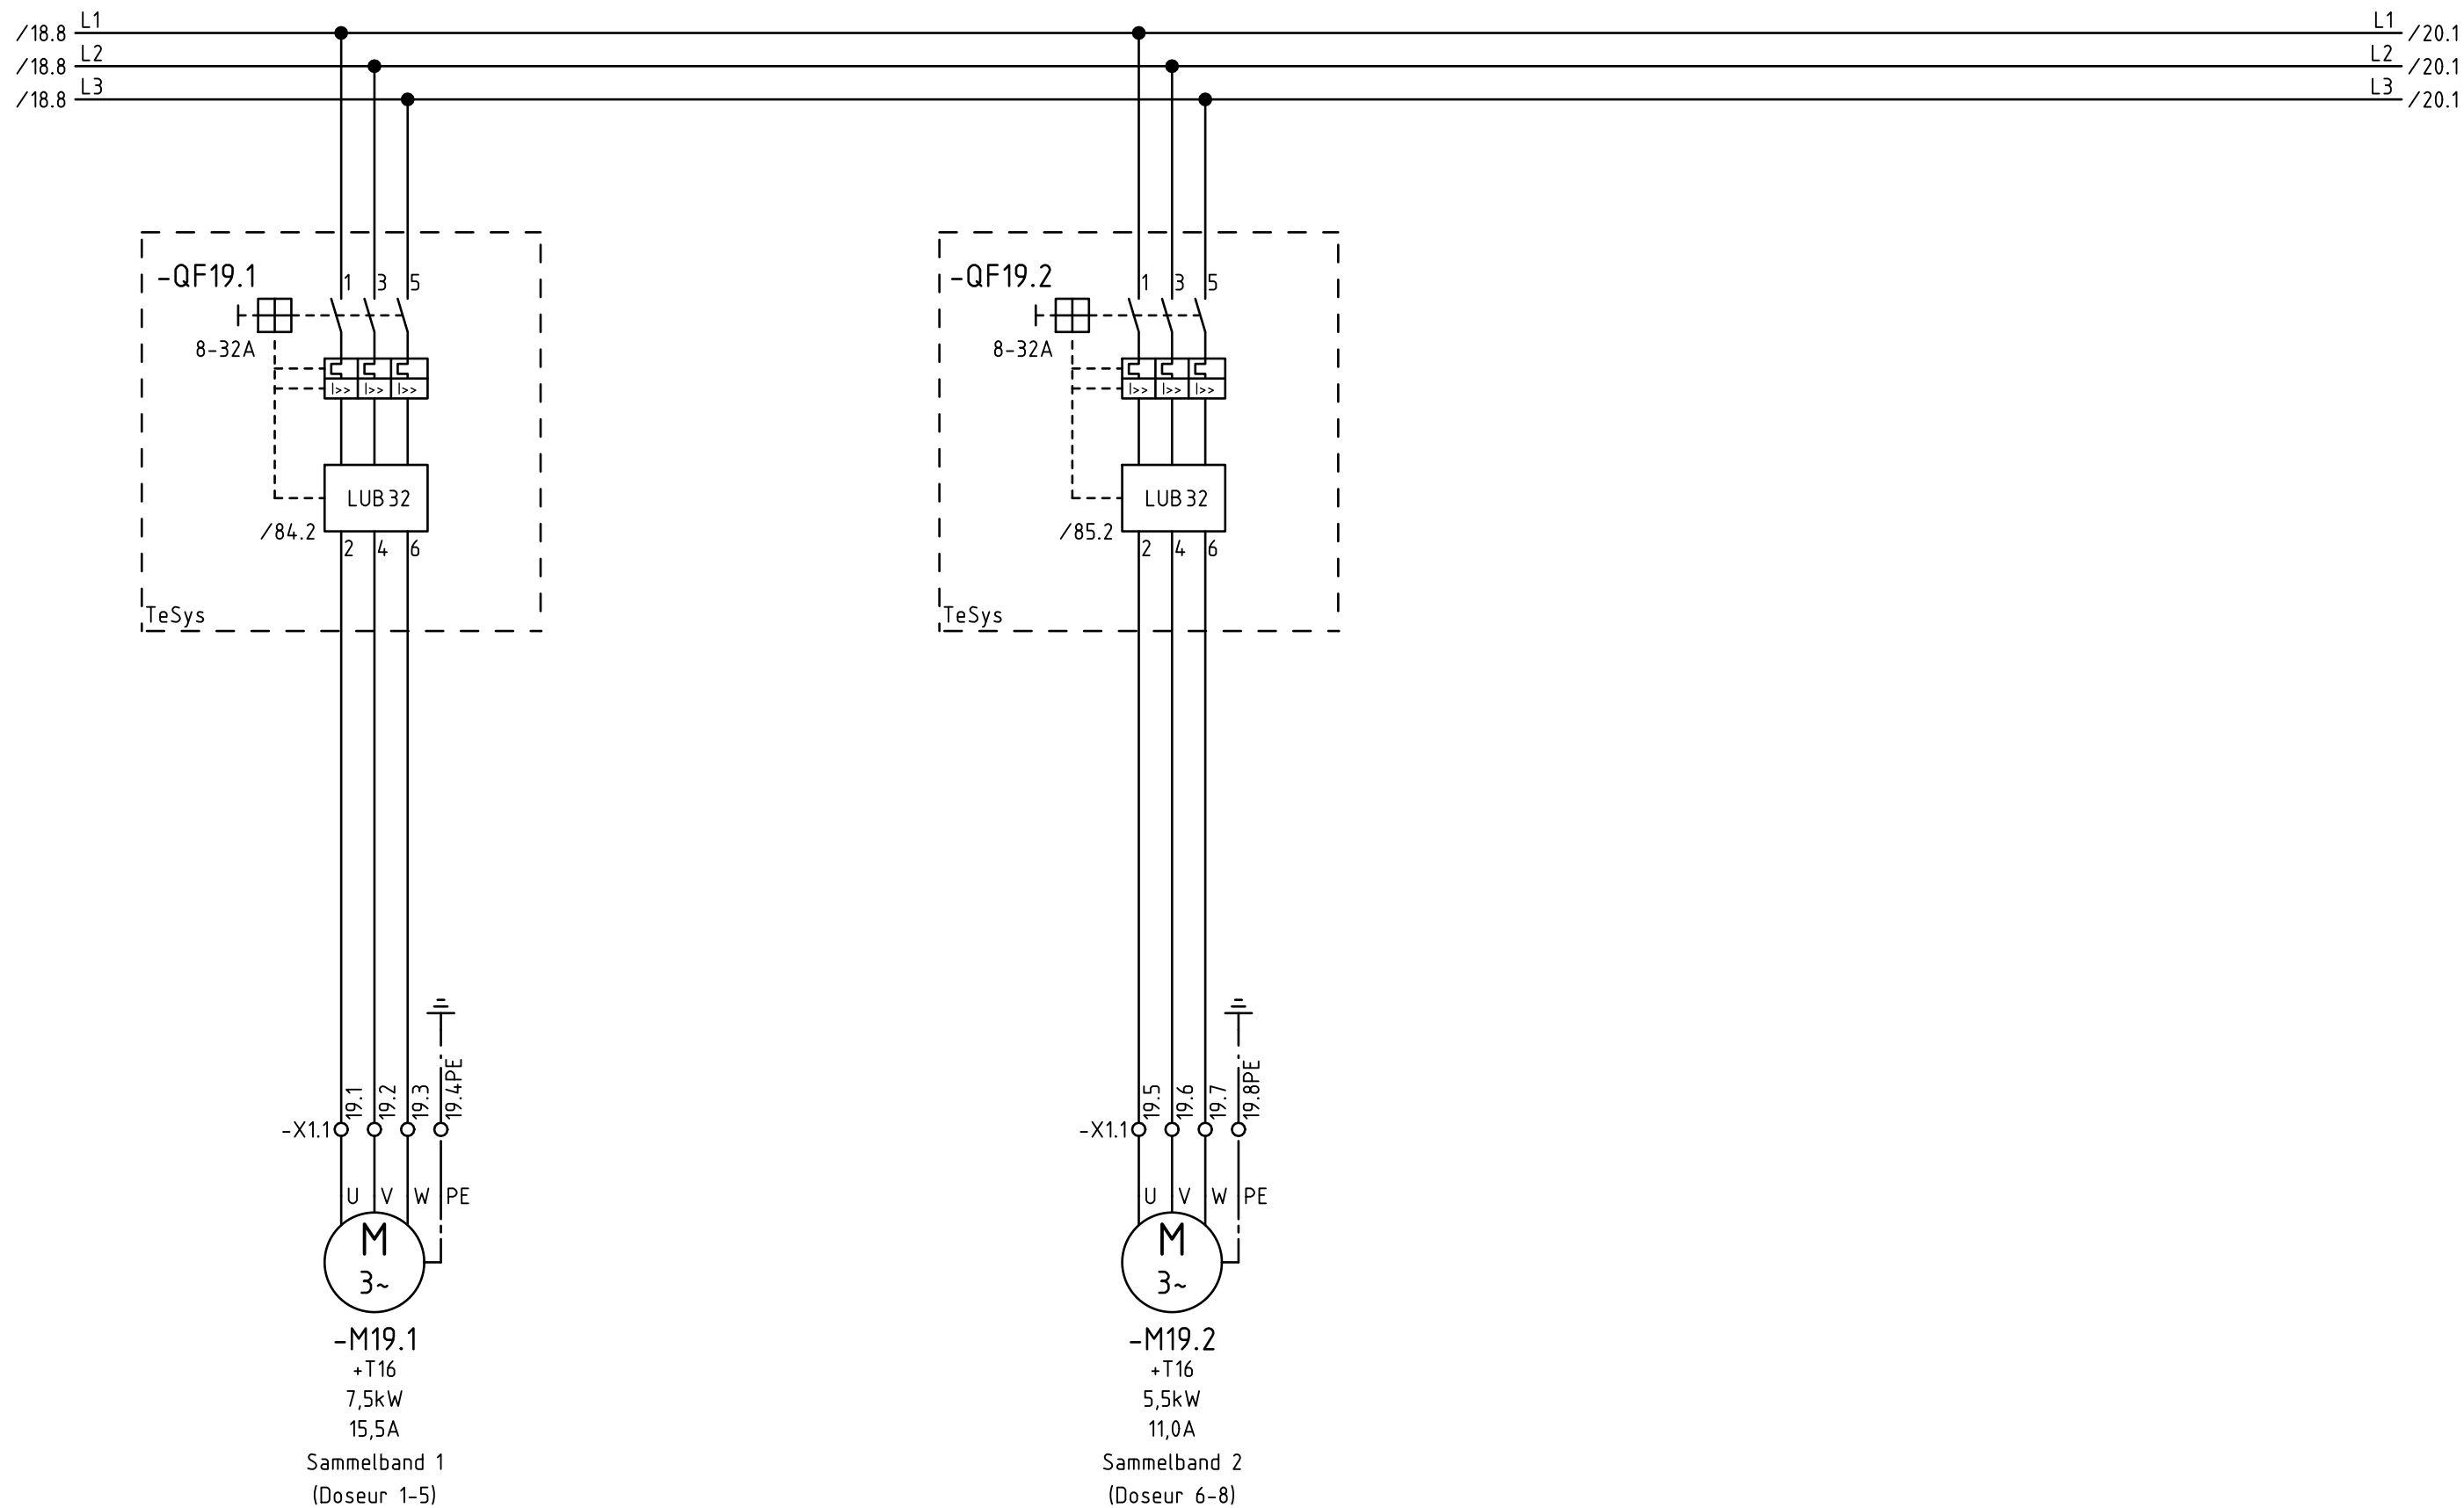 L1 L1
/18.8 /20.1
L2 L2
/18.8 /20.1
L3 L3
/18.8 /20.1
-QF19.1 1 3 5
8-32A
I>> I>> I>>
LUB32
/84.2
2 4 6
TeSys
-QF19.2 1 3 5
8-32A
I>> I>> I>>
LUB32
/85.2
2 4 6
TeSys
19.1 19.2 19.3 19.4PE
-X1.1
U V W PE
M
3~
-M19.1
+T16
7,5kW
15,5A
Sammelband 1
(Doseur 1-5)
19.5 19.6 19.7 19.8PE
-X1.1
U V W PE
M
3~
-M19.2
+T16
5,5kW
11,0A
Sammelband 2
(Doseur 6-8)